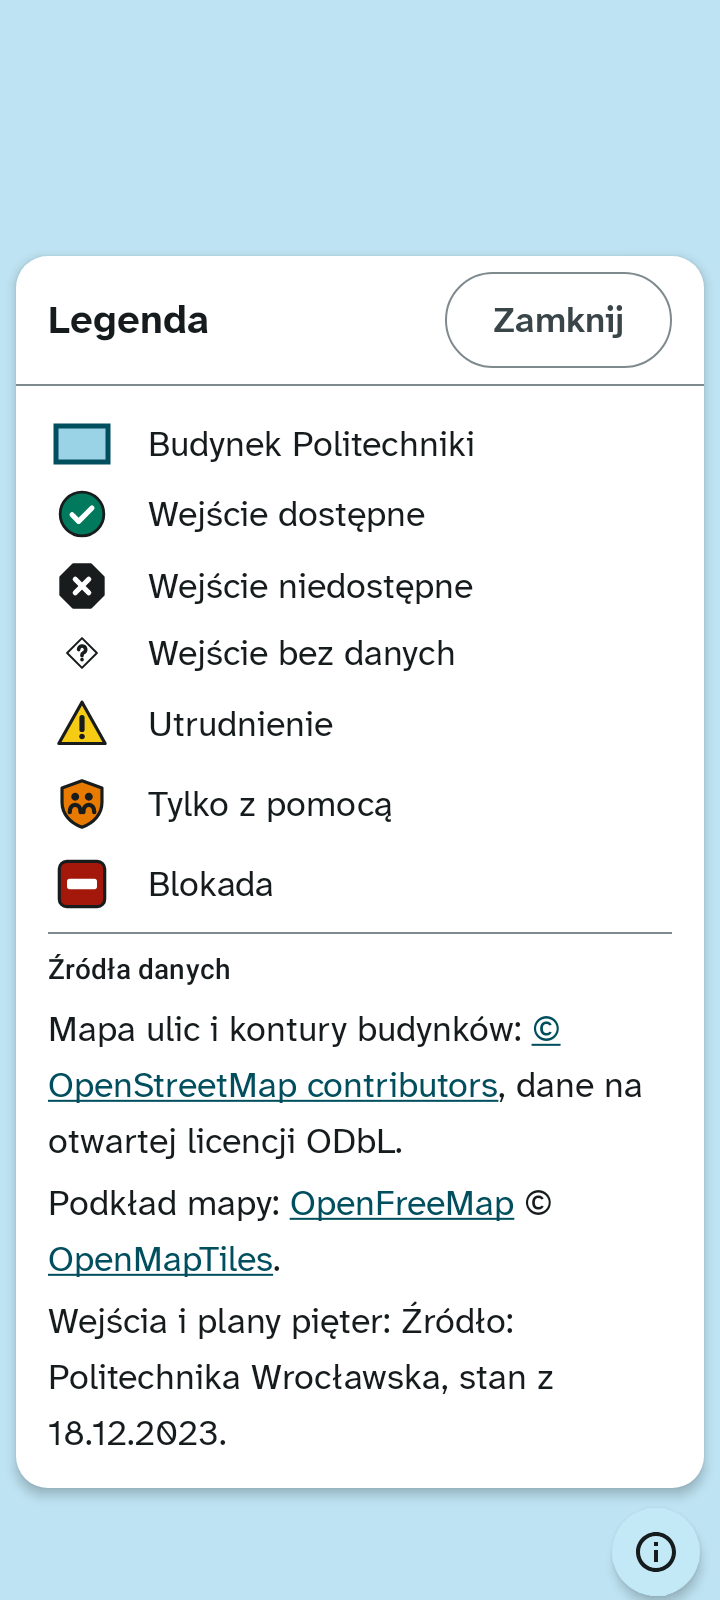 Legenda
Zamknij
Budynek Politechniki
Wejście dostępne
Wejście niedostępne
Wejście bez danych
Utrudnienie
Tylko z pomocą
Blokada
Źródła danych
Mapa ulic i kontury budynków: ©
OpenStreetMap contributors, dane na
otwartej licencji ODbL.
Podkład mapy: OpenFreeMap ©
OpenMapTiles.
Wejścia i plany pięter: Źródło:
Politechnika Wrocławska, stan z
18.12.2023.